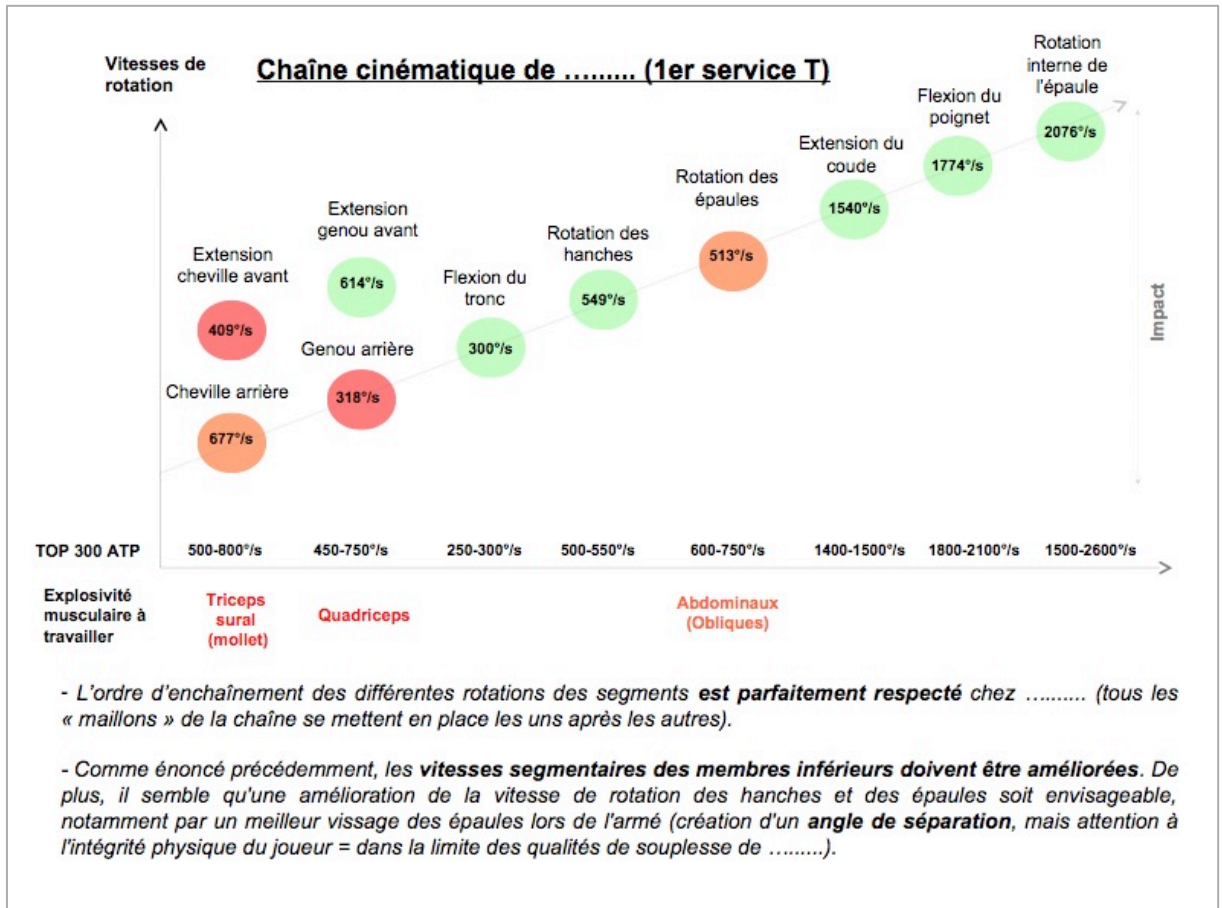 Chaîne cinématique de …...... (1er service T)
Vitesses de
rotation
Rotation
interne de
l'épaule
2076°/s
Flexion du
poignet
1774°/s
Extension du
coude
1540°/s
Rotation des
épaules
513°/s
Rotation des
hanches
549°/s
Flexion du
tronc
300°/s
Extension
genou avant
614°/s
Genou arrière
318°/s
Extension
cheville avant
409°/s
Cheville arrière
677°/s
Impact
TOP 300 ATP 500-800°/s 450-750°/s 250-300°/s 500-550°/s 600-750°/s 1400-1500°/s 1800-2100°/s 1500-2600°/s
Explosivité
musculaire à
travailler
Triceps
sural
(mollet)
Quadriceps
Abdominaux
(Obliques)
- L'ordre d'enchaînement des différentes rotations des segments est parfaitement respecté chez …...... (tous les
« maillons » de la chaîne se mettent en place les uns après les autres).
- Comme énoncé précédemment, les vitesses segmentaires des membres inférieurs doivent être améliorées. De
plus, il semble qu'une amélioration de la vitesse de rotation des hanches et des épaules soit envisageable,
notamment par un meilleur vissage des épaules lors de l'armé (création d'un angle de séparation, mais attention à
l'intégrité physique du joueur = dans la limite des qualités de souplesse de …......).